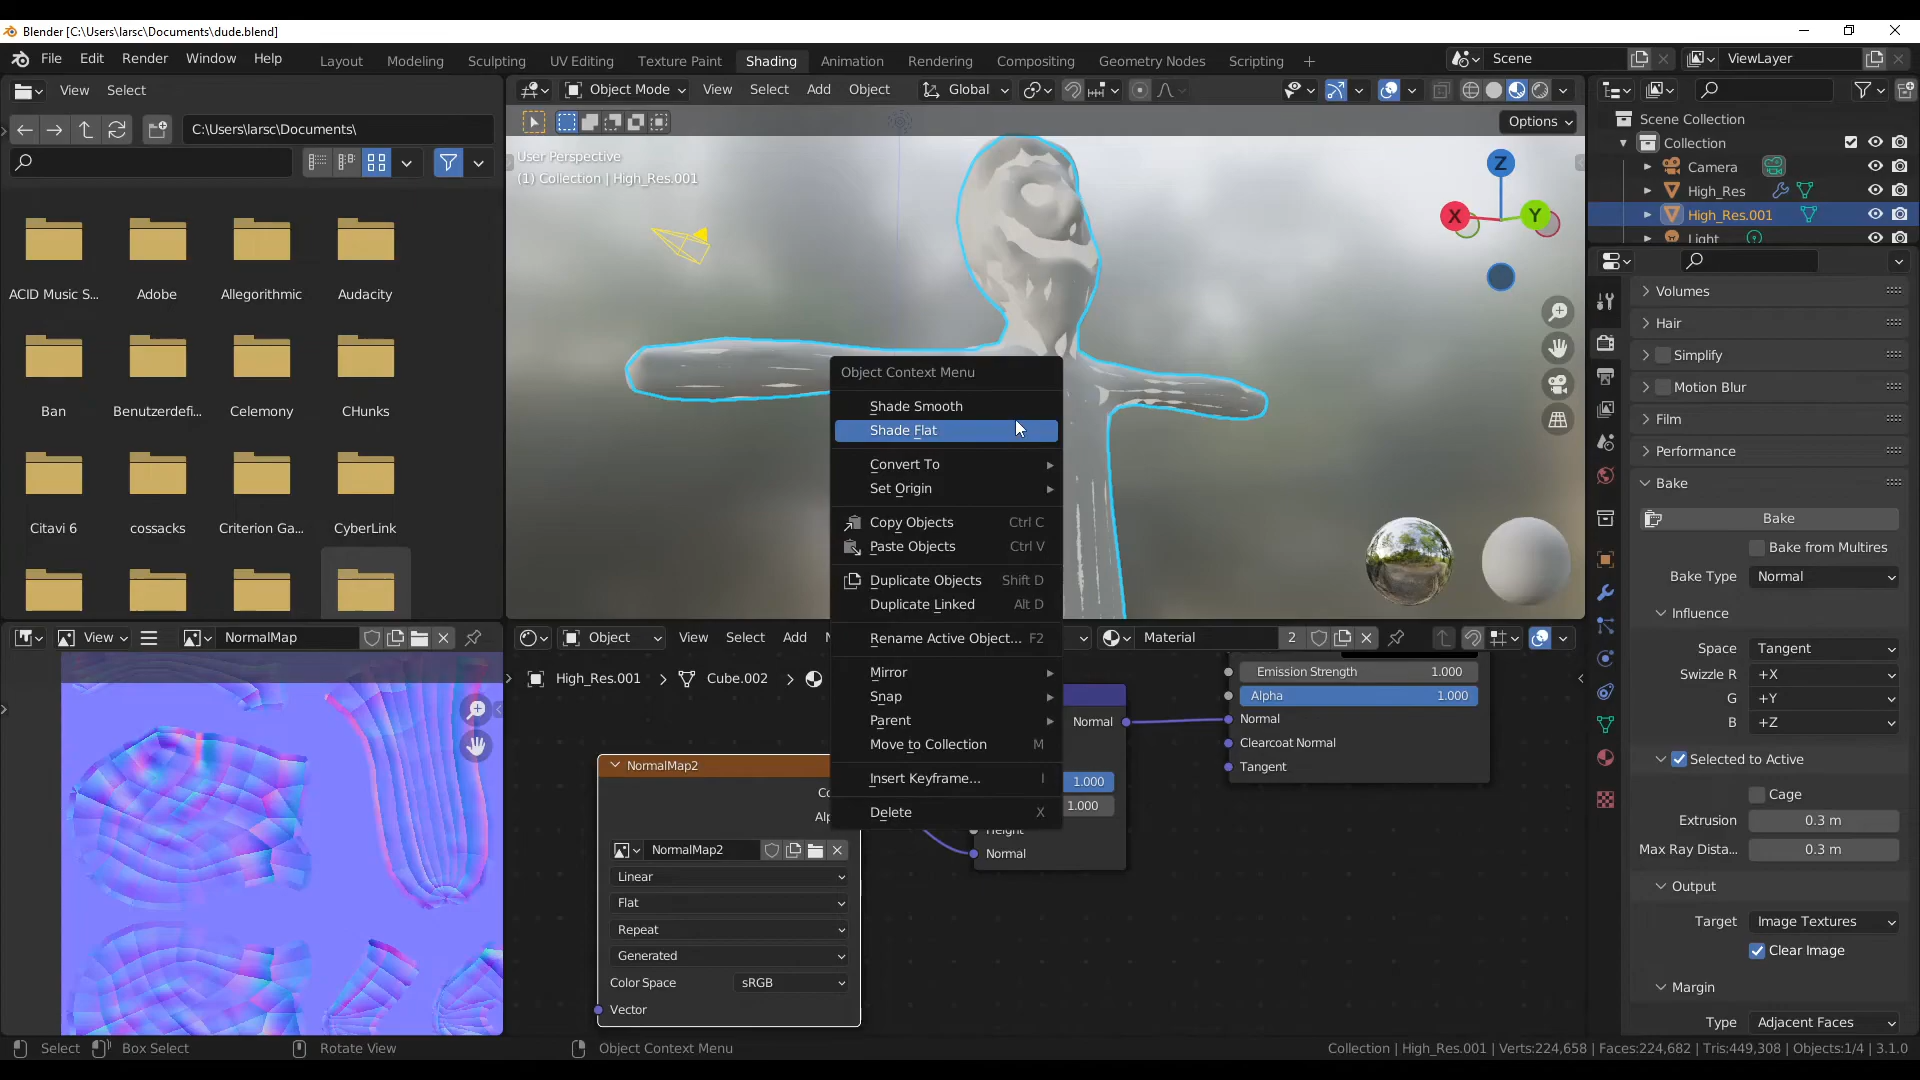 Blender [C:\Users\larsc\Documents\dude.blend]
File Edit Render Window Help Layout Modeling Sculpting UV Editing Texture Paint Shading Animation Rendering Compositing Geometry Nodes Scripting + Scene ViewLayer
View Select
Object Mode View Select Add Object Global
C:\Users\larsc\Documents\
Options
ACID Music S... Adobe Allegorithmic Audacity
Ban Benutzerdefi... Celemony CHunks
Citavi 6 cossacks Criterion Ga... CyberLink
User Perspective
(1) Collection | High_Res.001
Z
X
Y
Object Context Menu
Shade Smooth
Shade Flat
Convert To
Set Origin
Copy Objects Ctrl C
Paste Objects Ctrl V
Duplicate Objects Shift D
Duplicate Linked Alt D
Rename Active Object... F2
Mirror
Snap
Parent
Move to Collection M
Insert Keyframe... I
Delete X
Scene Collection
Collection
Camera
High_Res
High_Res.001
Light
Volumes
Hair
Simplify
Motion Blur
Film
Performance
Bake
Bake
Bake from Multires
Bake Type Normal
Influence
Space Tangent
Swizzle R +X
G +Y
B +Z
Selected to Active
Cage
Extrusion 0.3 m
Max Ray Dista... 0.3 m
Output
Target Image Textures
Clear Image
Margin
Type Adjacent Faces
View NormalMap
Object View Select Add Material 2
High_Res.001 Cube.002
NormalMap2
NormalMap2
Linear
Flat
Repeat
Generated
Color Space sRGB
Vector
Normal
1.000
1.000
Height
Normal
Emission Strength 1.000
Alpha 1.000
Normal
Clearcoat Normal
Tangent
Select Box Select Rotate View Object Context Menu
Collection | High_Res.001 | Verts:224,658 | Faces:224,682 | Tris:449,308 | Objects:1/4 | 3.1.0